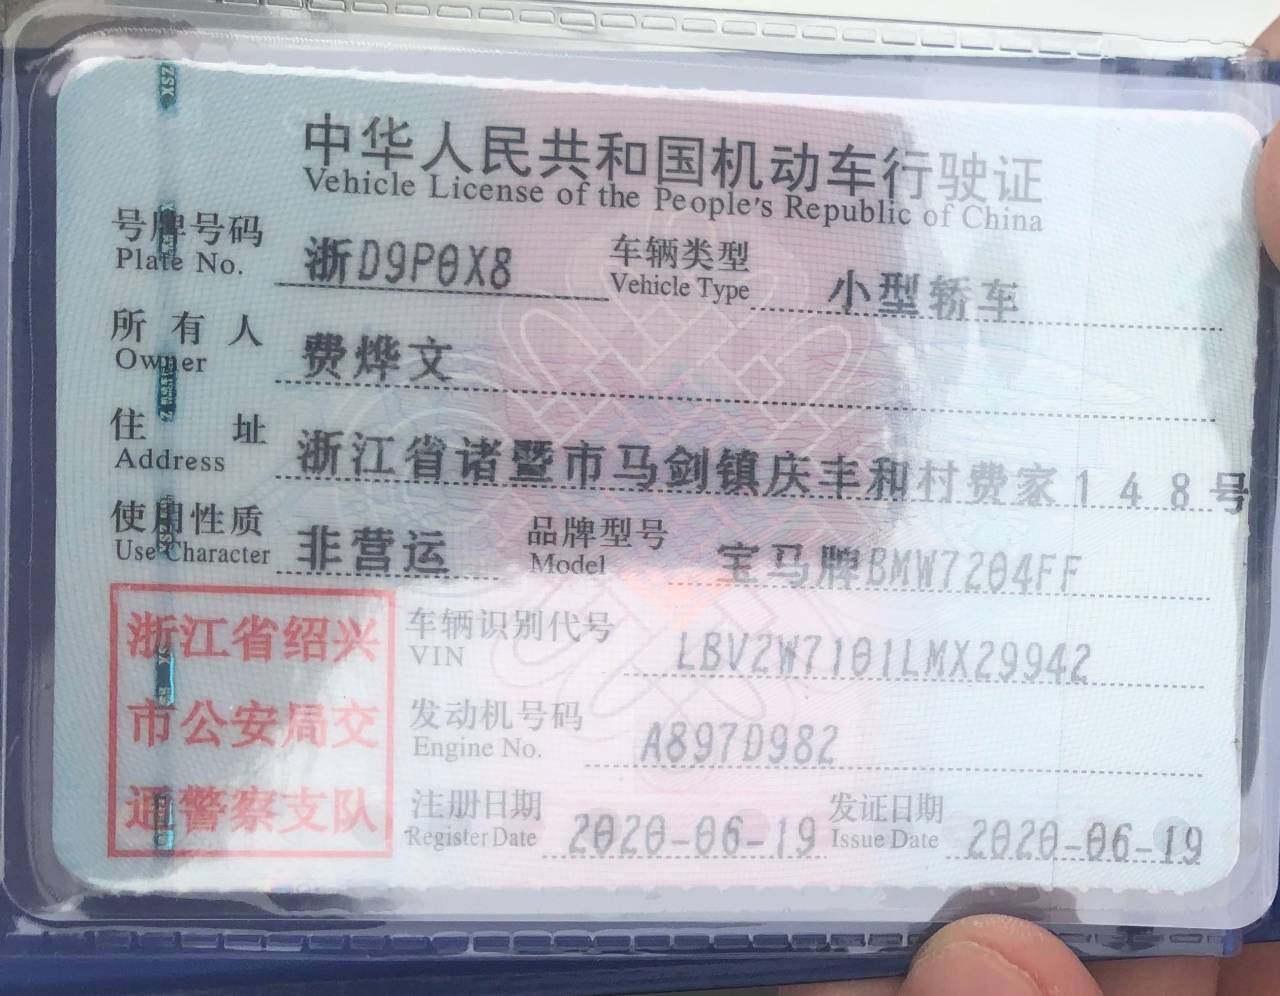 中华人民共和国机动车行驶证
Vehicle License of the People's Republic of China
号牌号码 浙D9P0X8 车辆类型 小型轿车
Plate No. Vehicle Type
所有人 费烨文
Owner
住址 浙江省诸暨市马剑镇庆丰和村费家148号
Address
使用性质 非营运 品牌型号 宝马牌BMW7204FF
Use Character Model
浙江省绍兴
市公安局交
通警察支队
车辆识别代号 LBV2W7101LMX29942
VIN
发动机号码 A897D982
Engine No.
注册日期 2020-06-19 发证日期 2020-06-19
Register Date Issue Date